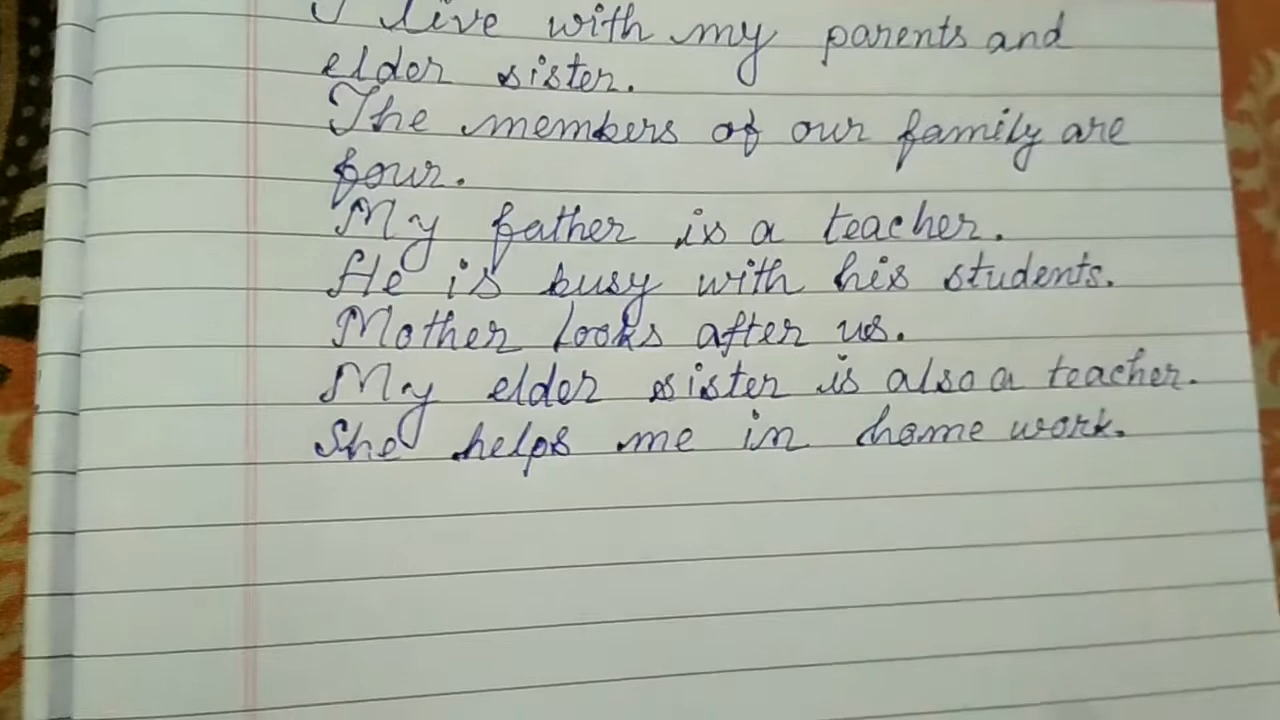 I live with my parents and
elder sister.
The members of our family are
four.
My father is a teacher.
He is busy with his students.
Mother looks after us.
My elder sister is also a teacher.
She helps me in home work.